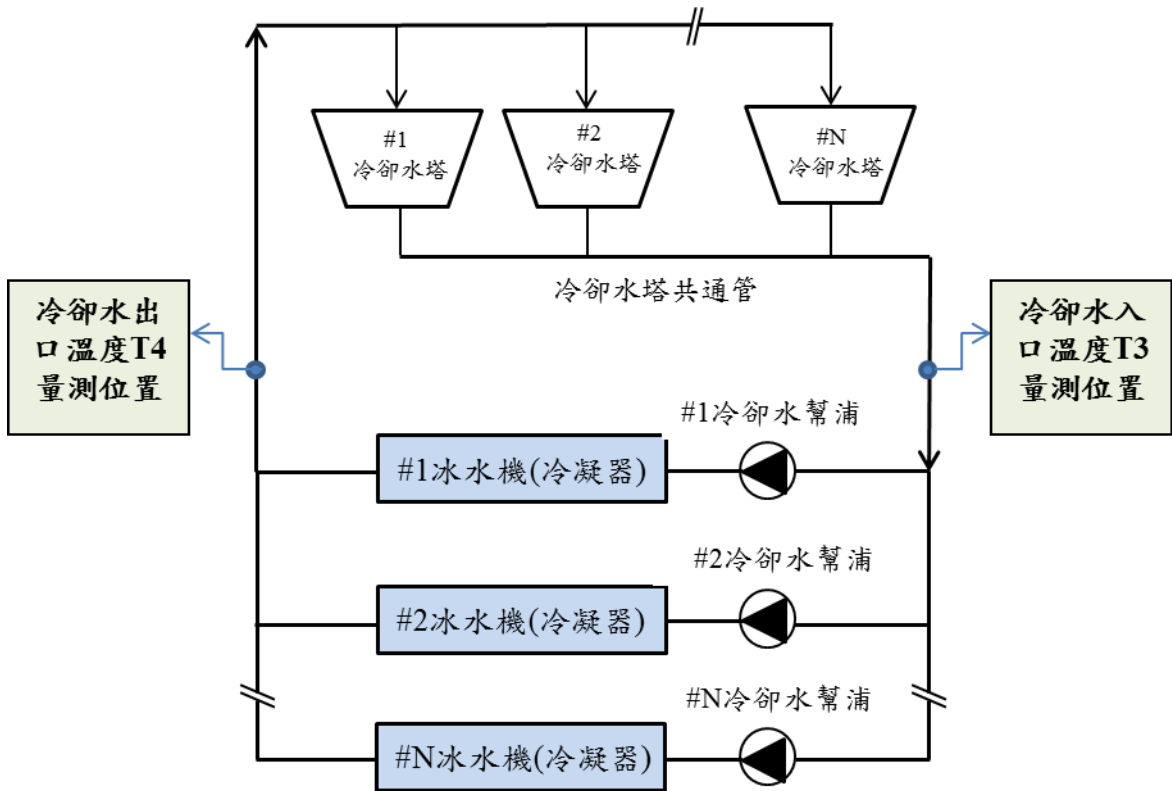 #1
冷卻水塔
#2
冷卻水塔
#N
冷卻水塔
冷卻水塔共通管
冷卻水出
口溫度T4
量測位置
冷卻水入
口溫度T3
量測位置
#1冷卻水幫浦
#1冰水機(冷凝器)
#2冷卻水幫浦
#2冰水機(冷凝器)
#N冷卻水幫浦
#N冰水機(冷凝器)